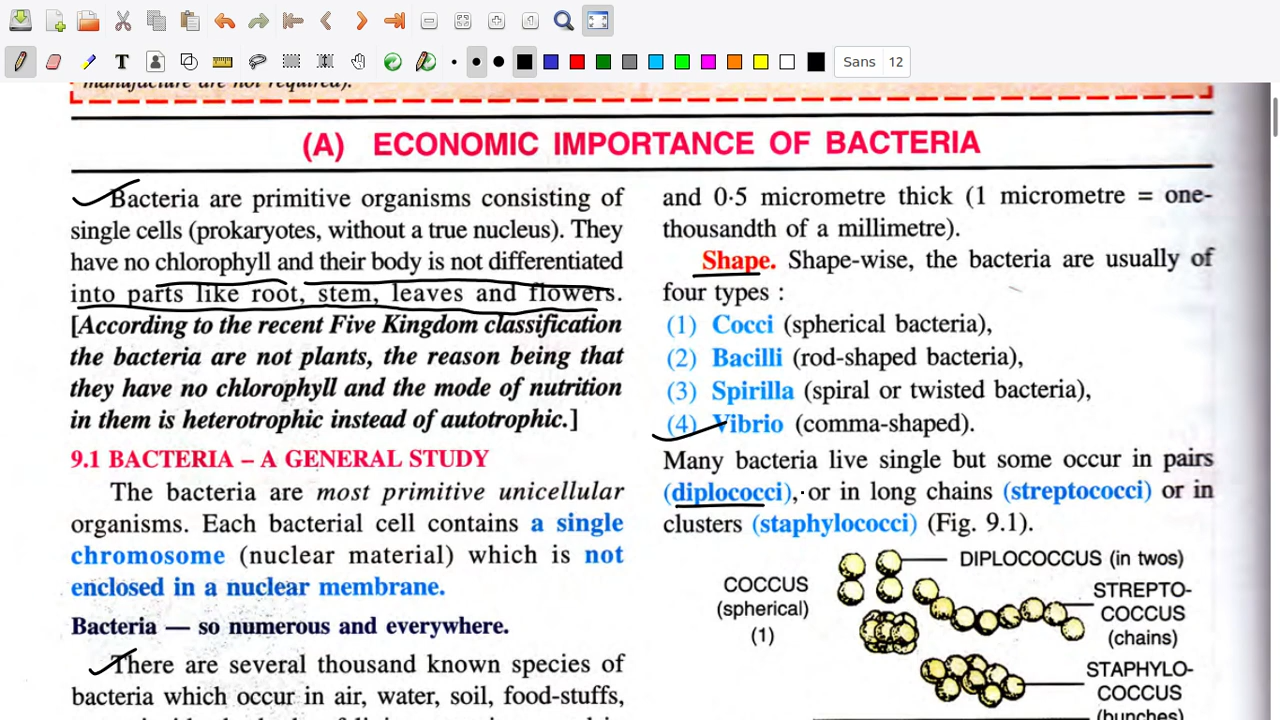 Sans 12
manufacture are not required).
(A) ECONOMIC IMPORTANCE OF BACTERIA
Bacteria are primitive organisms consisting of
single cells (prokaryotes, without a true nucleus). They
have no chlorophyll and their body is not differentiated
into parts like root, stem, leaves and flowers.
[According to the recent Five Kingdom classification
the bacteria are not plants, the reason being that
they have no chlorophyll and the mode of nutrition
in them is heterotrophic instead of autotrophic.]
9.1 BACTERIA – A GENERAL STUDY
The bacteria are most primitive unicellular
organisms. Each bacterial cell contains a single
chromosome (nuclear material) which is not
enclosed in a nuclear membrane.
Bacteria — so numerous and everywhere.
There are several thousand known species of
bacteria which occur in air, water, soil, food-stuffs,
and 0·5 micrometre thick (1 micrometre = one-
thousandth of a millimetre).
Shape. Shape-wise, the bacteria are usually of
four types :
(1) Cocci (spherical bacteria),
(2) Bacilli (rod-shaped bacteria),
(3) Spirilla (spiral or twisted bacteria),
(4) Vibrio (comma-shaped).
Many bacteria live single but some occur in pairs
(diplococci), or in long chains (streptococci) or in
clusters (staphylococci) (Fig. 9.1).
DIPLOCOCCUS (in twos)
COCCUS
(spherical)
(1)
STREPTO-
COCCUS
(chains)
STAPHYLO-
COCCUS
(bunches)